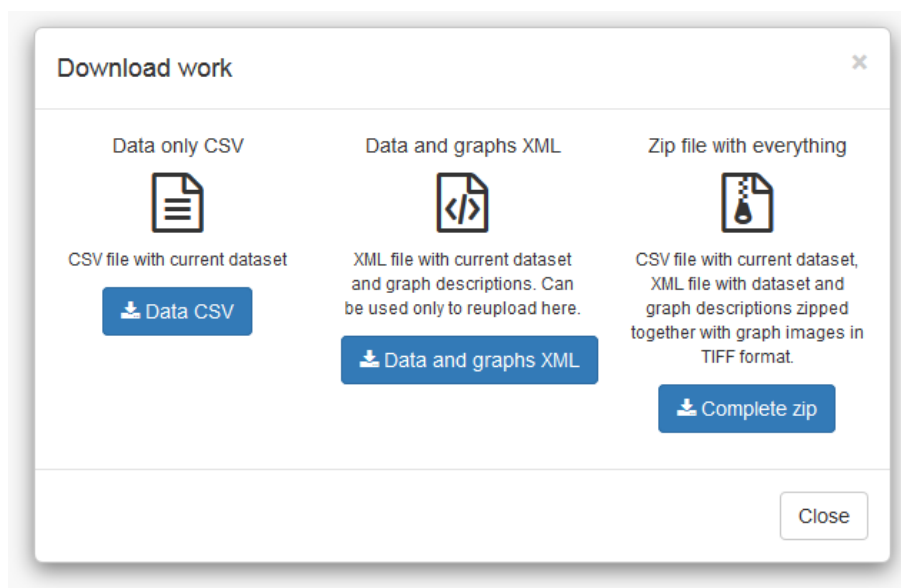 Download work
×
Data only CSV
CSV file with current dataset
Data CSV
Data and graphs XML
</>
XML file with current dataset
and graph descriptions. Can
be used only to reupload here.
Data and graphs XML
Zip file with everything
CSV file with current dataset,
XML file with dataset and
graph descriptions zipped
together with graph images in
TIFF format.
Complete zip
Close